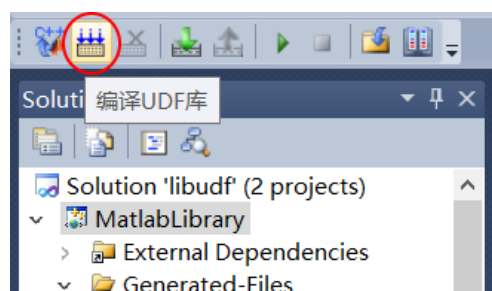 Soluti
编译UDF库
Solution 'libudf' (2 projects)
MatlabLibrary
External Dependencies
Generated-Files